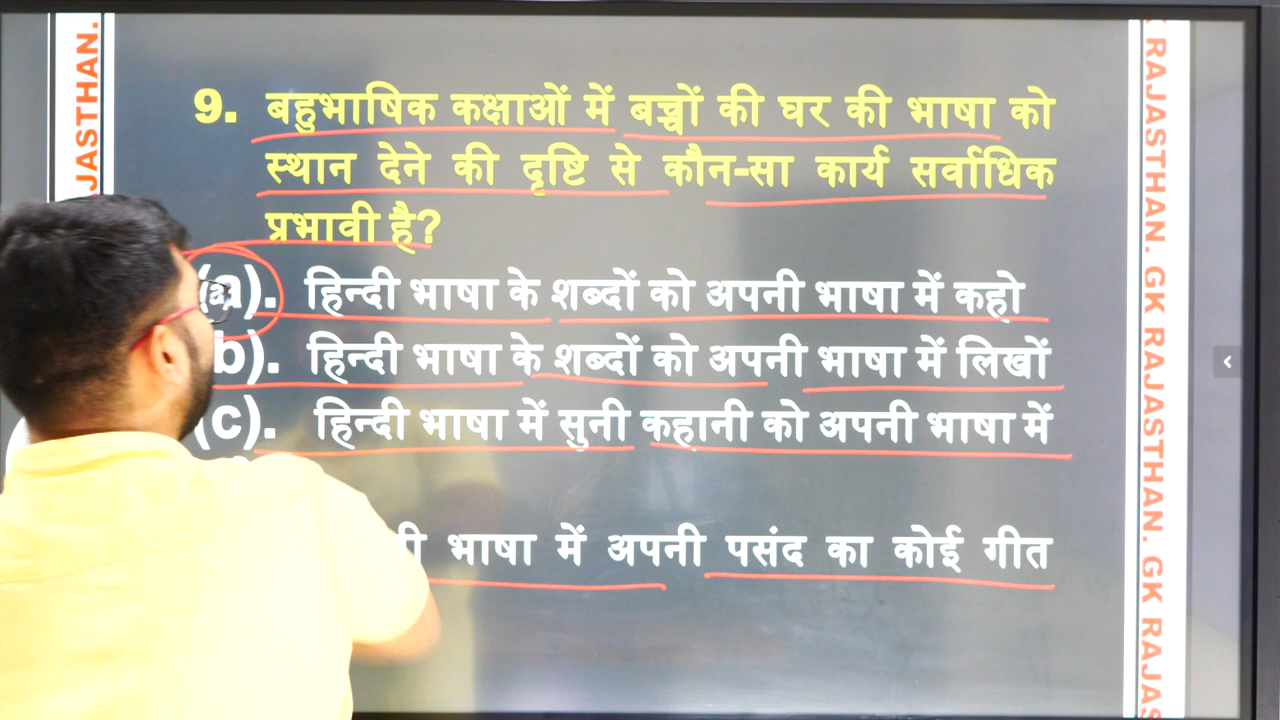 JASTHAN.
9. बहुभाषिक कक्षाओं में बच्चों की घर की भाषा को
स्थान देने की दृष्टि से कौन-सा कार्य सर्वाधिक
प्रभावी है?
(a). हिन्दी भाषा के शब्दों को अपनी भाषा में कहो
b). हिन्दी भाषा के शब्दों को अपनी भाषा में लिखों
(c). हिन्दी भाषा में सुनी कहानी को अपनी भाषा में
भाषा में अपनी पसंद का कोई गीत
RAJASTHAN. GK RAJASTHAN. GK RAJAS